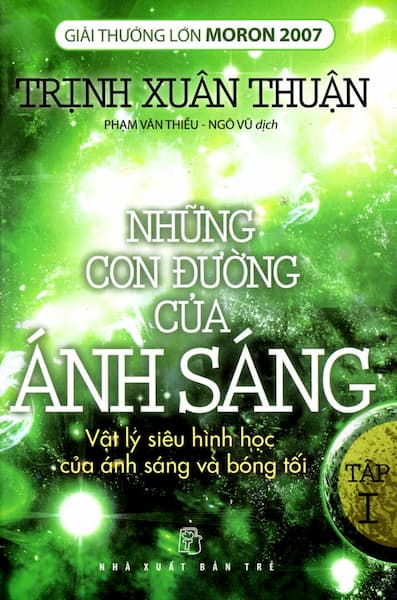 GIẢI THƯỞNG LỚN MORON 2007
TRỊNH XUÂN THUẬN
PHẠM VĂN THIỀU - NGÔ VŨ dịch
NHỮNG
CON ĐƯỜNG
CỦA
ÁNH SÁNG
Vật lý siêu hình học
của ánh sáng và bóng tối
TẬP
I
NHÀ XUẤT BẢN TRẺ